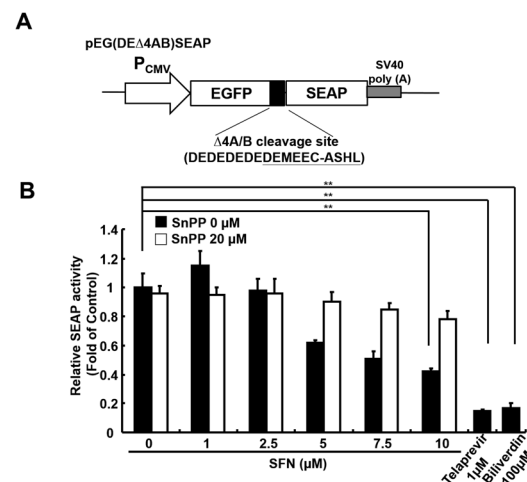 A
pEG(DEΔ4AB)SEAP
PCMV
EGFP
SEAP
SV40
poly (A)
Δ4A/B cleavage site
(DEDEDEDEDEMEEC-ASHL)
B
**
**
**
SnPP 0 μM
SnPP 20 μM
Relative SEAP activity
(Fold of Control)
1.4
1.2
1
0.8
0.6
0.4
0.2
0
0 1 2.5 5 7.5 10
SFN (μM)
Telaprevir
1μM
Biliverdin
100μM